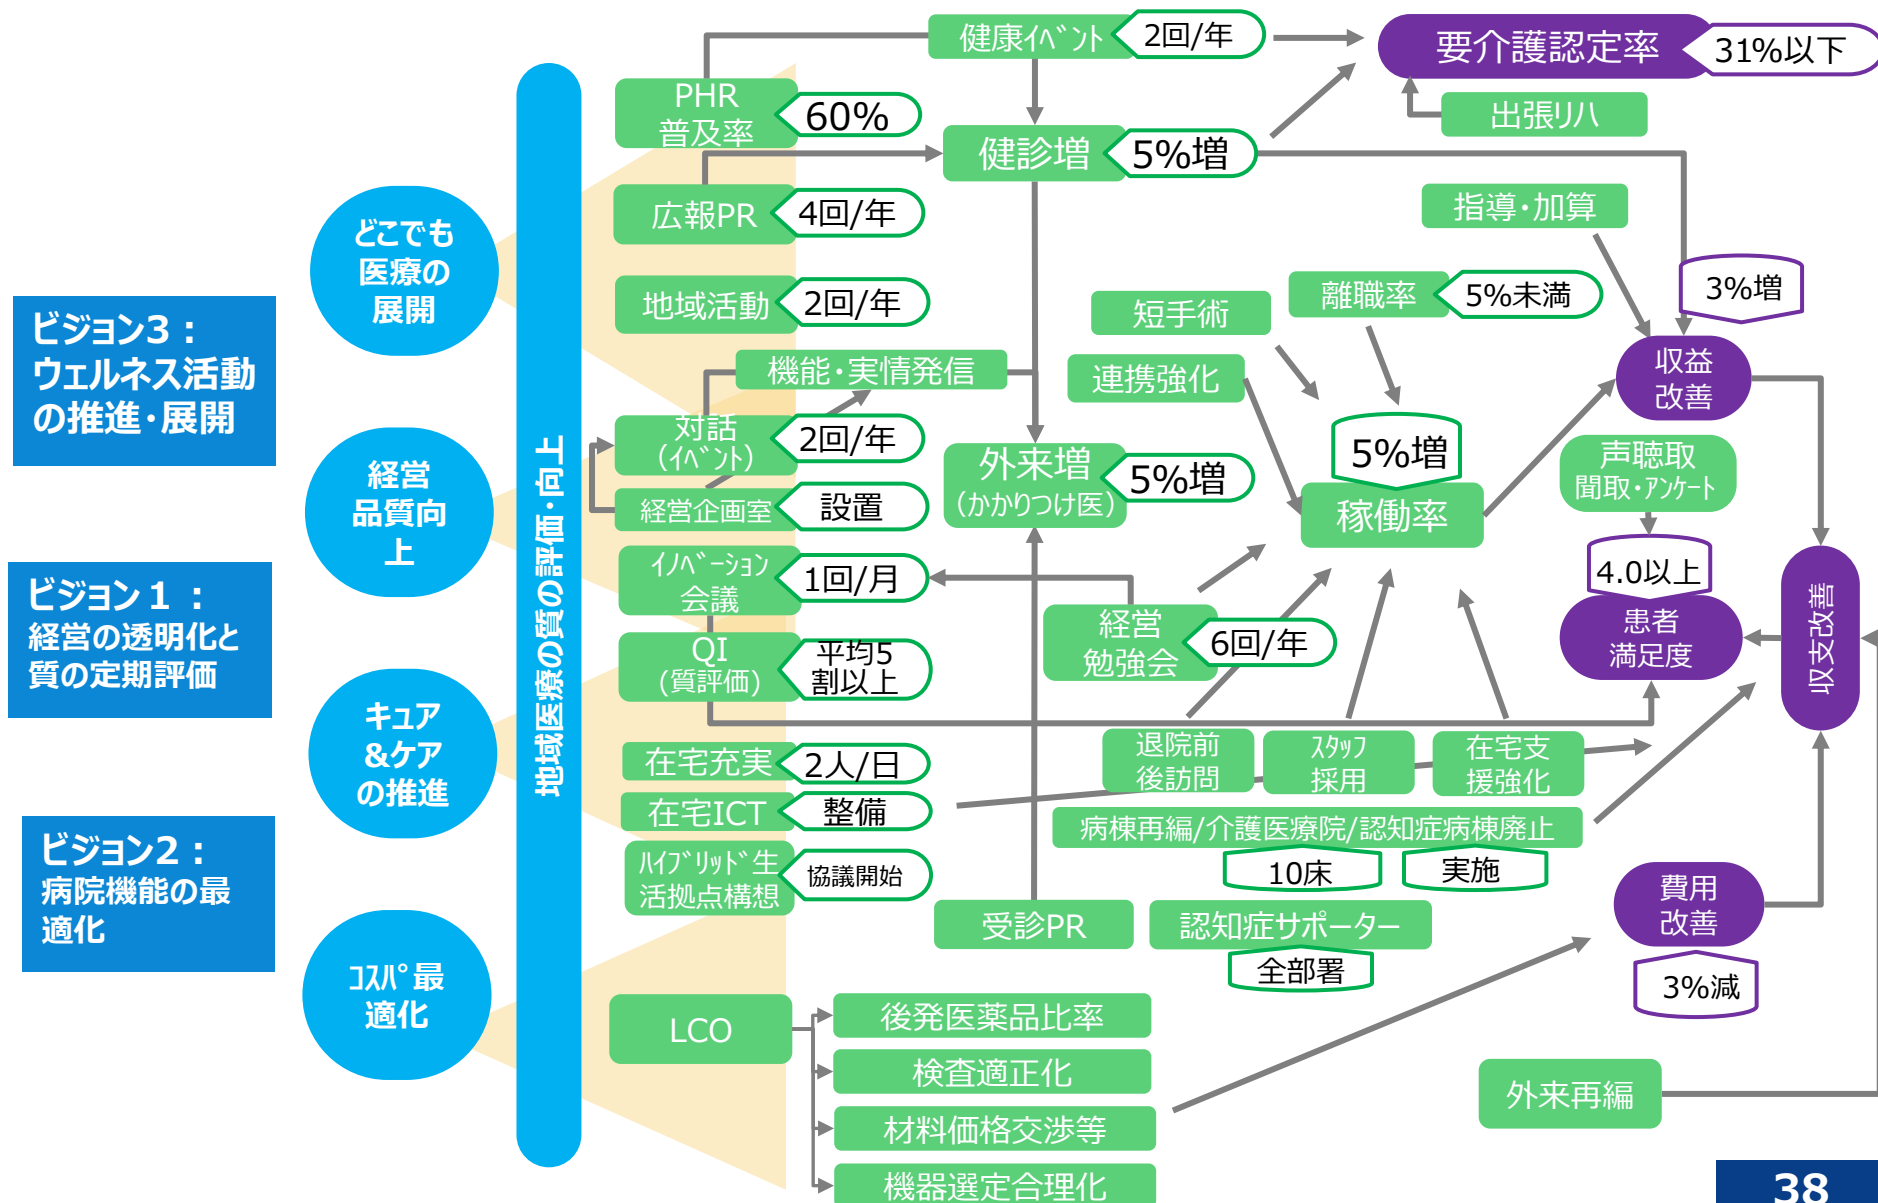 ビジョン3：
ウェルネス活動
の推進・展開
ビジョン１：
経営の透明化と
質の定期評価
ビジョン2：
病院機能の最
適化
どこでも
医療の
展開
経営
品質向
上
キュア
&ケア
の推進
ｺｽﾊﾟ最
適化
地域医療の質の評価・向上
健康ｲﾍﾞﾝﾄ
2回/年
PHR
普及率
60%
広報PR
4回/年
地域活動
2回/年
機能・実情発信
対話
(ｲﾍﾞﾝﾄ)
2回/年
経営企画室
設置
ｲﾉﾍﾞｰｼｮﾝ
会議
1回/月
QI
(質評価)
平均5
割以上
在宅充実
2人/日
在宅ICT
整備
ﾊｲﾌﾞﾘｯﾄﾞ生
活拠点構想
協議開始
LCO
後発医薬品比率
検査適正化
材料価格交渉等
機器選定合理化
健診増
5%増
外来増
(かかりつけ医)
5%増
受診PR
経営
勉強会
6回/年
短手術
連携強化
離職率
5%未満
5%増
稼働率
退院前
後訪問
ｽﾀｯﾌ
採用
在宅支
援強化
病棟再編/介護医療院/認知症病棟廃止
10床
実施
認知症サポーター
全部署
要介護認定率
31%以下
出張リハ
指導・加算
3%増
収益
改善
声聴取
聞取・ｱﾝｹｰﾄ
4.0以上
患者
満足度
収支改善
費用
改善
3%減
外来再編
38